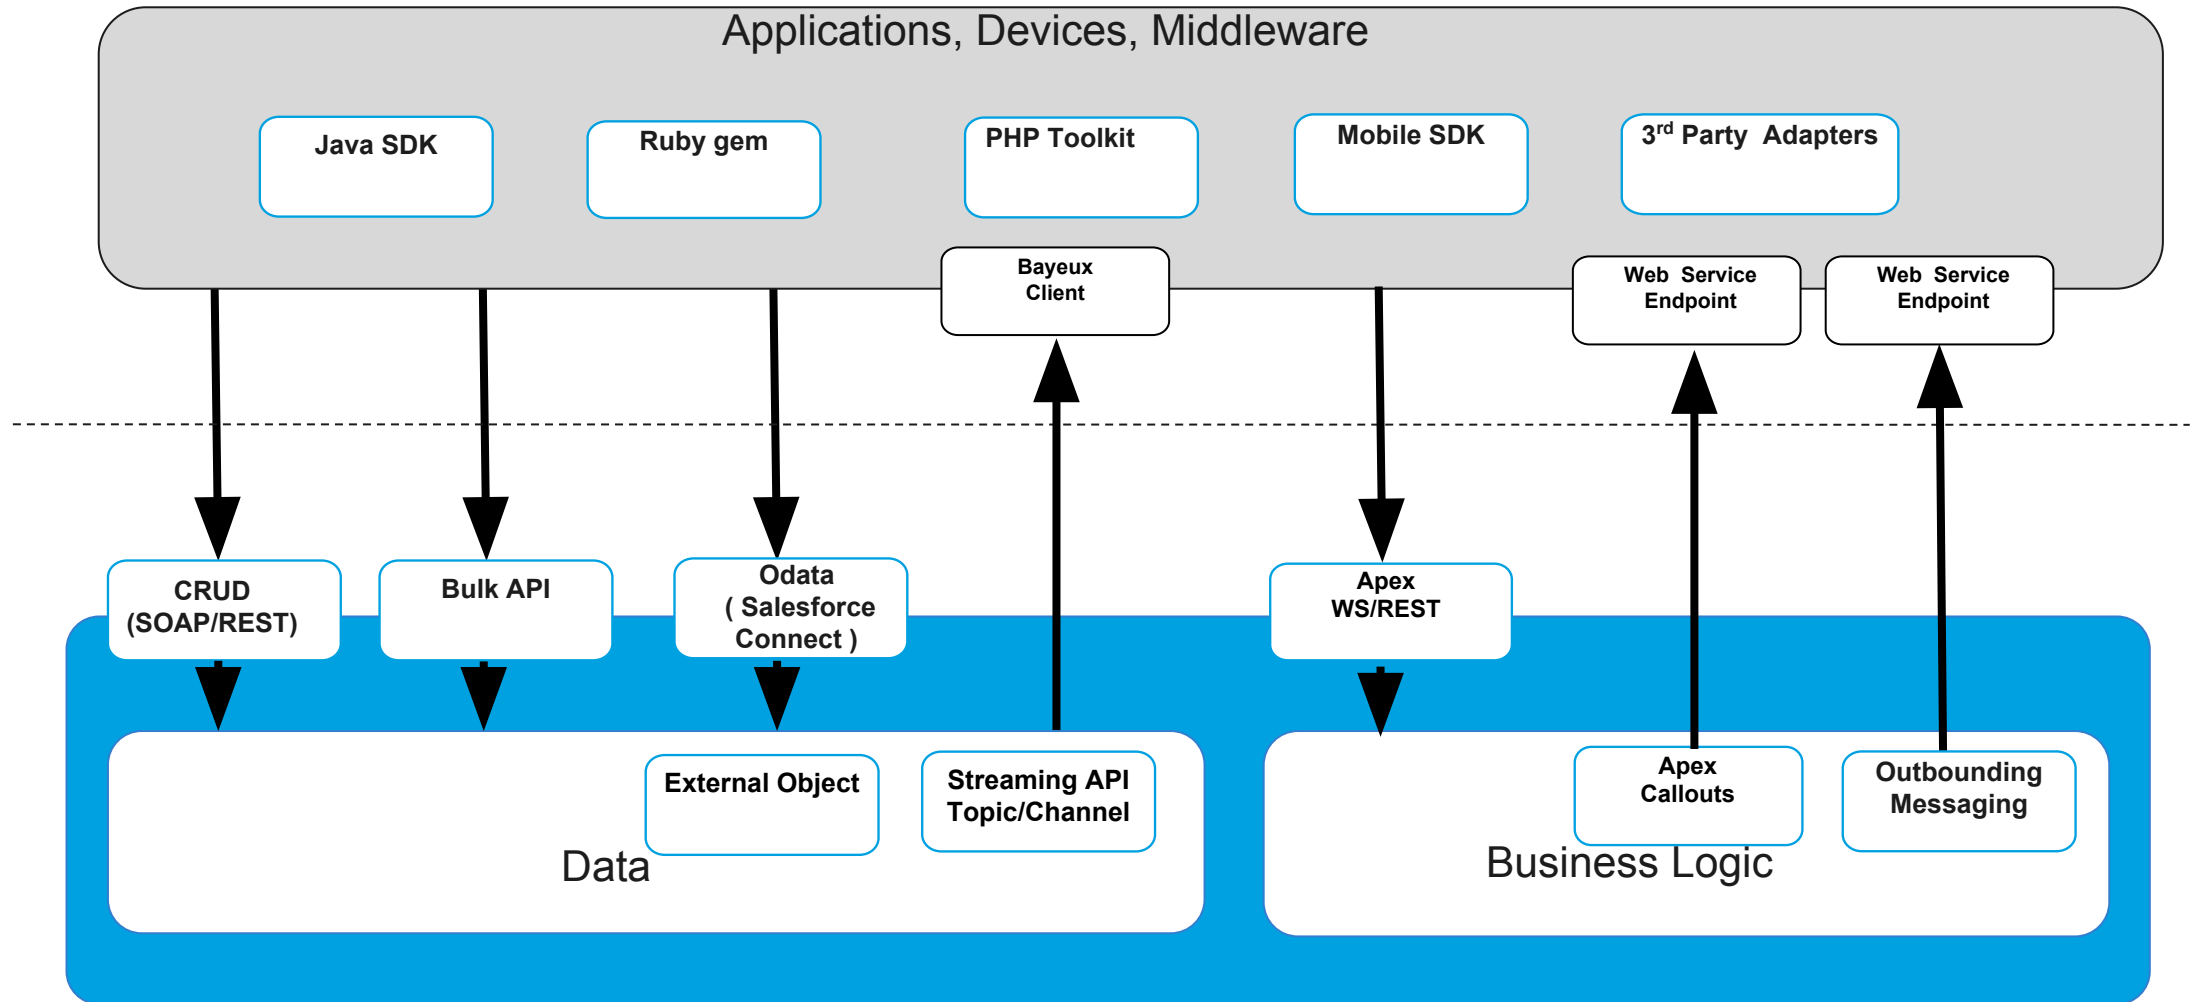 Applications, Devices, Middleware
Java SDK
Ruby gem
PHP Toolkit
Mobile SDK
3rd Party Adapters
Bayeux
Client
Web Service
Endpoint
Web Service
Endpoint
CRUD
(SOAP/REST)
Bulk API
Odata
( Salesforce
Connect )
Apex
WS/REST
External Object
Streaming API
Topic/Channel
Data
Apex
Callouts
Outbounding
Messaging
Business Logic